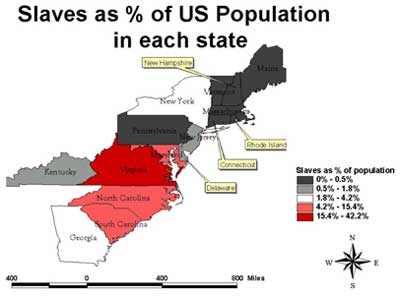 Slaves as % of US Population
in each state
New Hampshire
Maine
Vermont
New York
Massachusetts
Rhode Island
Connecticut
Pennsylvania
New Jersey
Maryland
Delaware
Kentucky
Virginia
North Carolina
South Carolina
Georgia
Slaves as % of population
0% - 0.5%
0.5% - 1.8%
1.8% - 4.2%
4.2% - 15.4%
15.4% - 42.2%
N
W
E
S
400
0
400
800 Miles